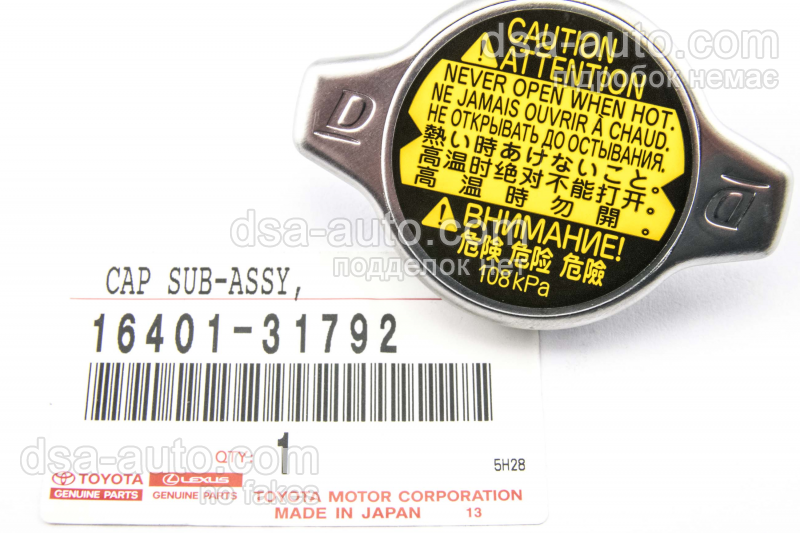 dsa-auto.com
підробок немає
D
CAUTION
ATTENTION
NEVER OPEN WHEN HOT.
NE JAMAIS OUVRIR À CHAUD.
НЕ ОТКРЫВАТЬ ДО ОСТЫВАНИЯ.
熱い時あけないこと。
高温时绝对不能打开。
高温時勿開。
D
ВНИМАНИЕ!
危険 危险 危險
108kPa
dsa-auto.com
подделок нет
CAP SUB-ASSY,
16401-31792
dsa-auto.com
no fakes
QTY: 1
5H28
TOYOTA
GENUINE PARTS
LEXUS
GENUINE PARTS
TOYOTA MOTOR CORPORATION
MADE IN JAPAN 13